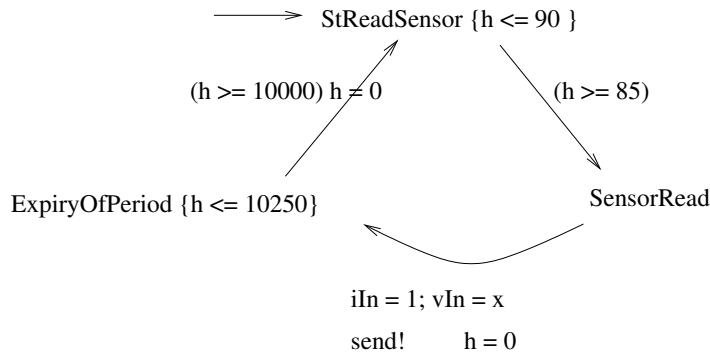 StReadSensor {h <= 90 }
(h >= 10000) h = 0
(h >= 85)
ExpiryOfPeriod {h <= 10250}
SensorRead
iIn = 1; vIn = x
send! h = 0